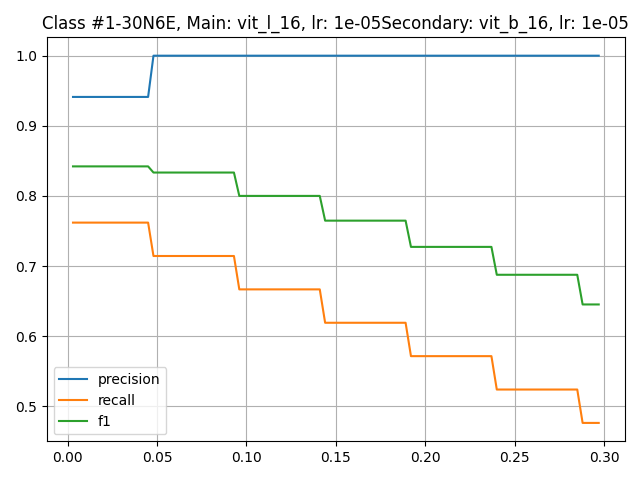 Class #1-30N6E, Main: vit_l_16, lr: 1e-05Secondary: vit_b_16, lr: 1e-05
1.0
0.9
0.8
0.7
0.6
0.5
precision
recall
f1
0.00 0.05 0.10 0.15 0.20 0.25 0.30